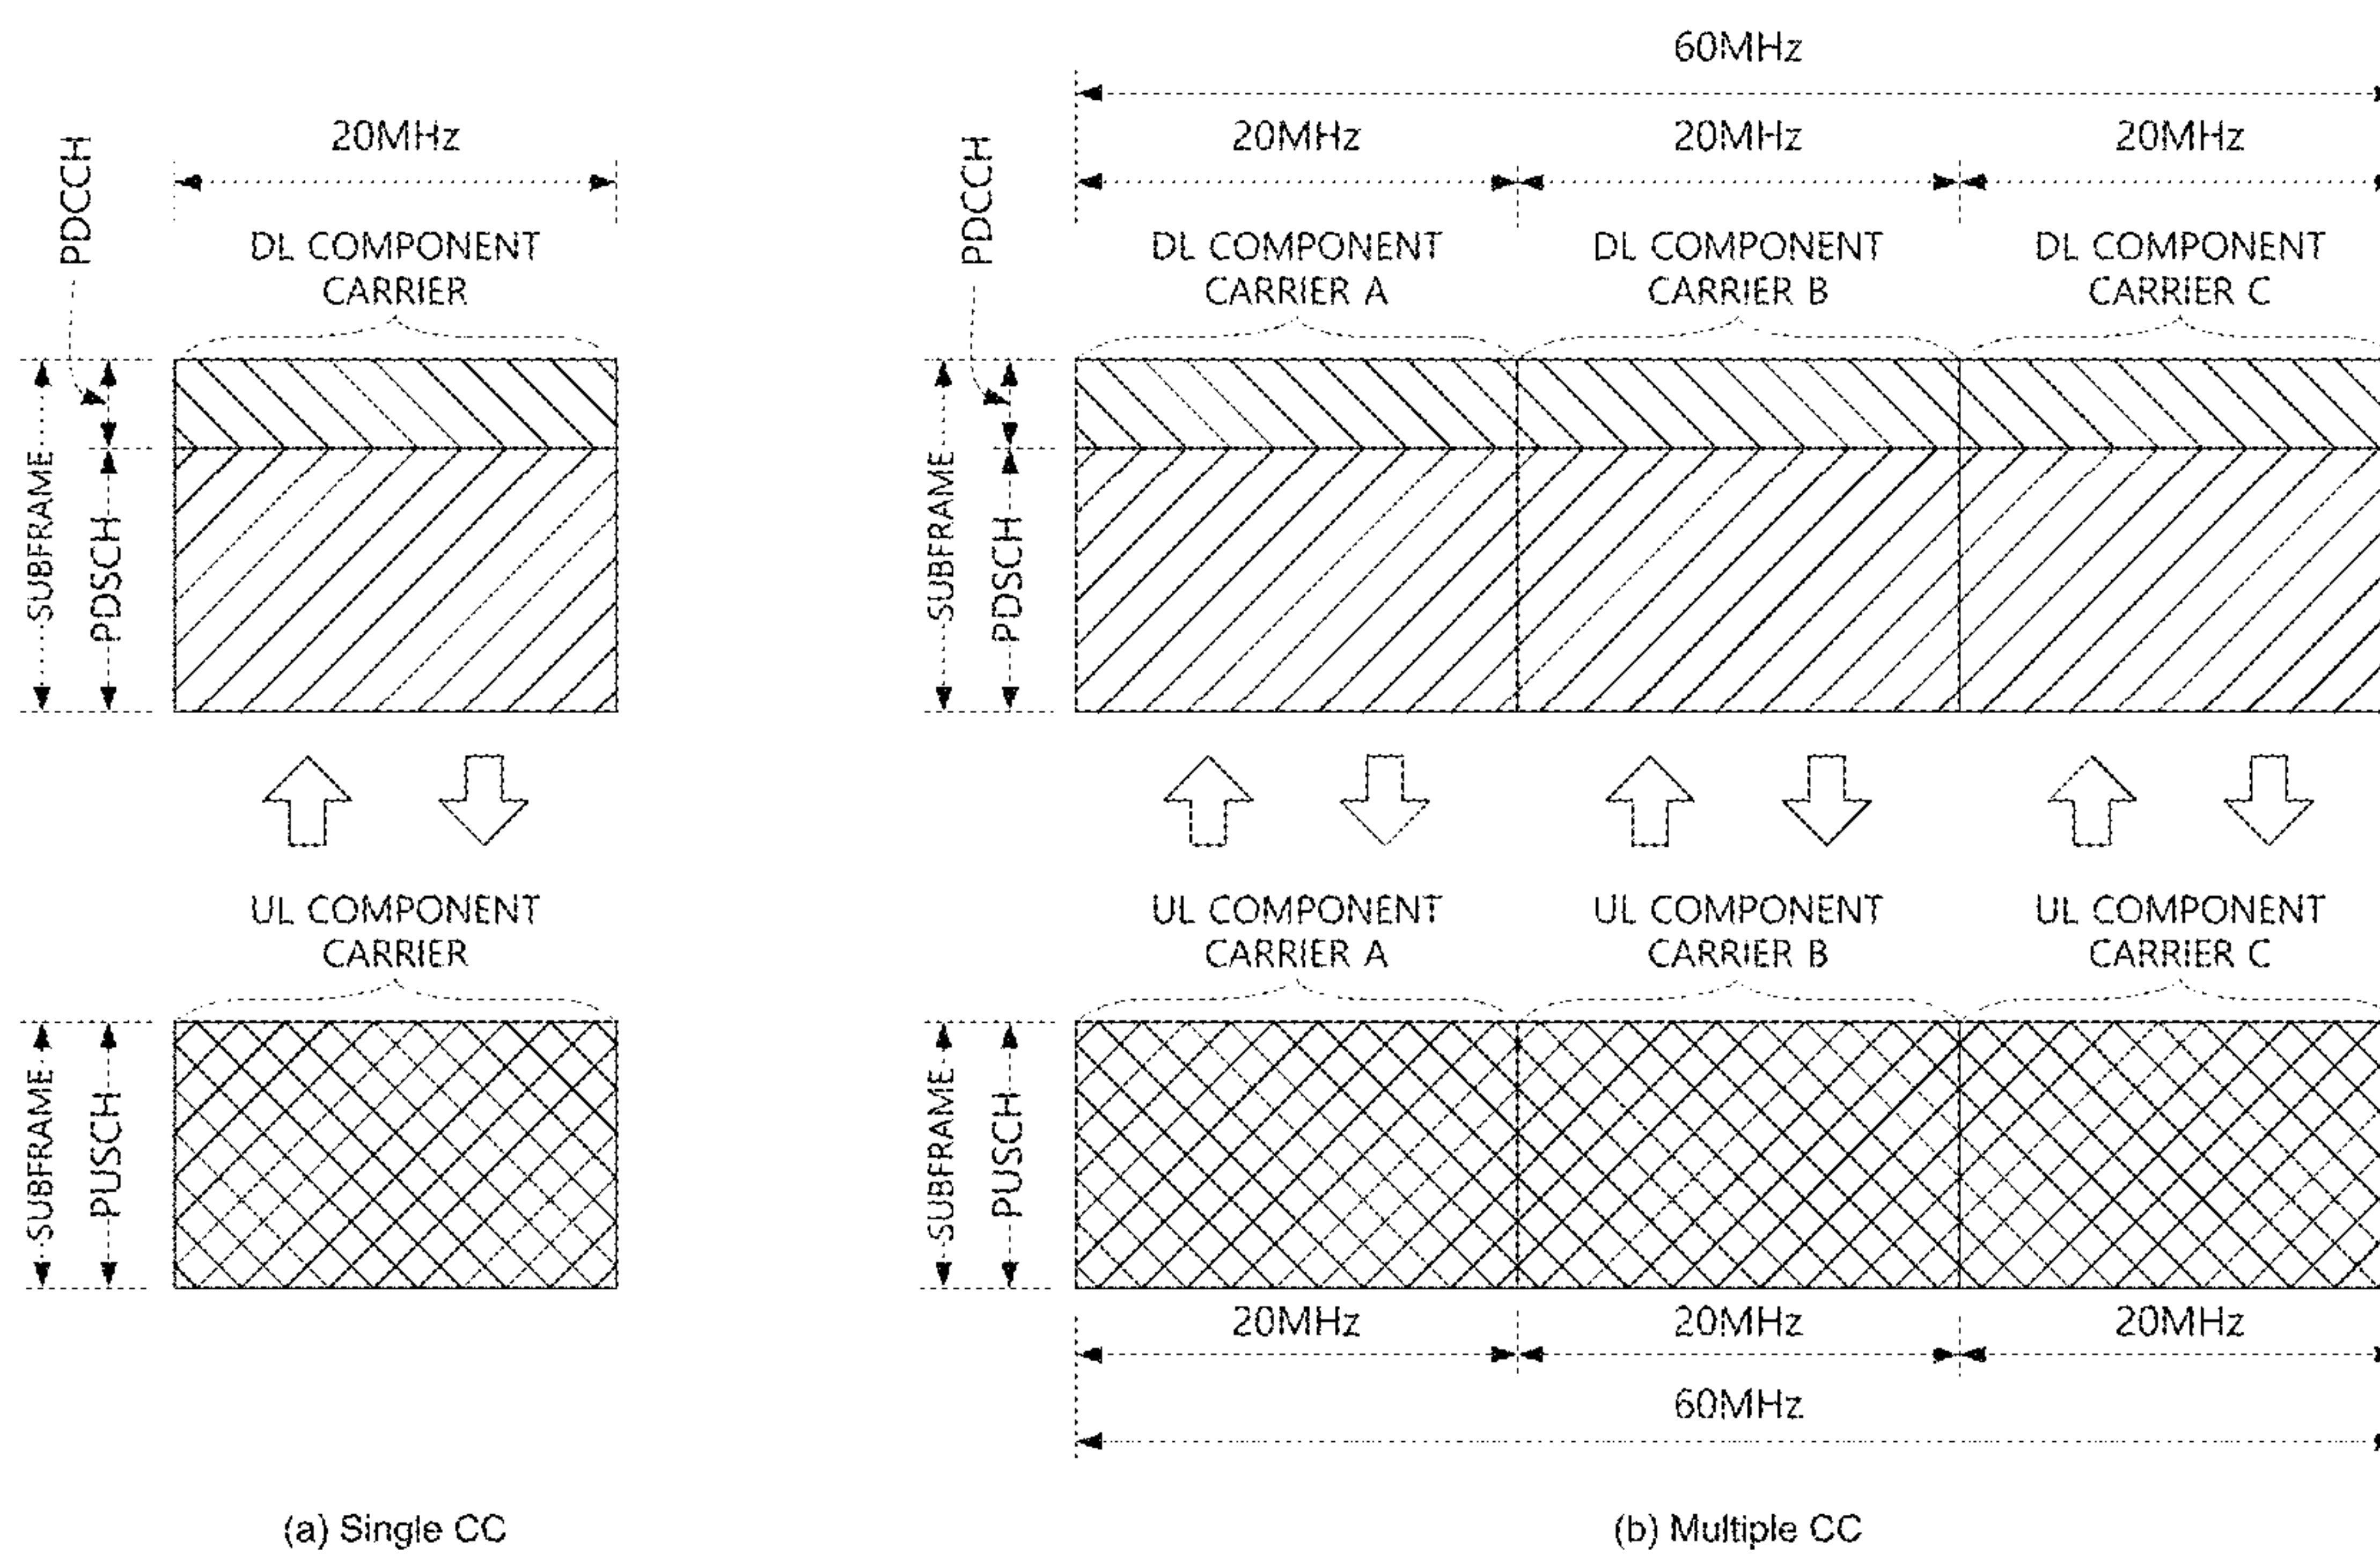 20MHz
PDCCH
DL COMPONENT
CARRIER
SUBFRAME
PDSCH
UL COMPONENT
CARRIER
SUBFRAME
PUSCH
(a) Single CC
60MHz
20MHz
20MHz
20MHz
PDCCH
DL COMPONENT
CARRIER A
DL COMPONENT
CARRIER B
DL COMPONENT
CARRIER C
SUBFRAME
PDSCH
UL COMPONENT
CARRIER A
UL COMPONENT
CARRIER B
UL COMPONENT
CARRIER C
SUBFRAME
PUSCH
20MHz
20MHz
20MHz
60MHz
(b) Multiple CC